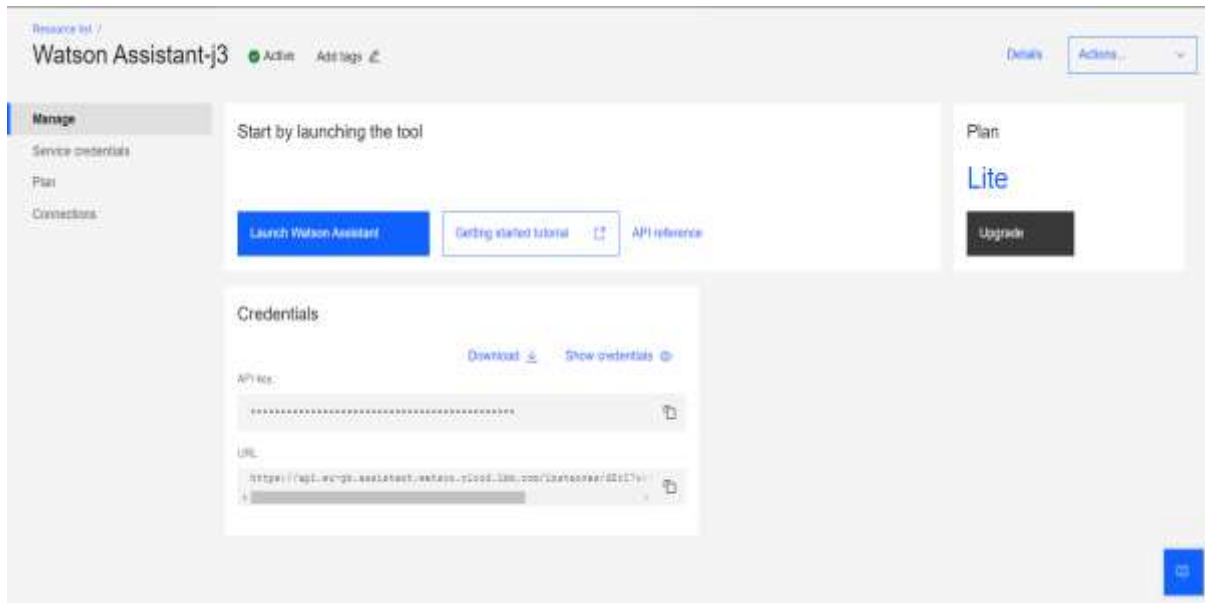 Resource list /
Watson Assistant-j3 Active Add tags
Details Actions...
Manage
Service credentials
Plan
Connections
Start by launching the tool
Launch Watson Assistant Getting started tutorial API reference
Plan
Lite
Upgrade
Credentials
Download Show credentials
API key:
********************************************
URL: